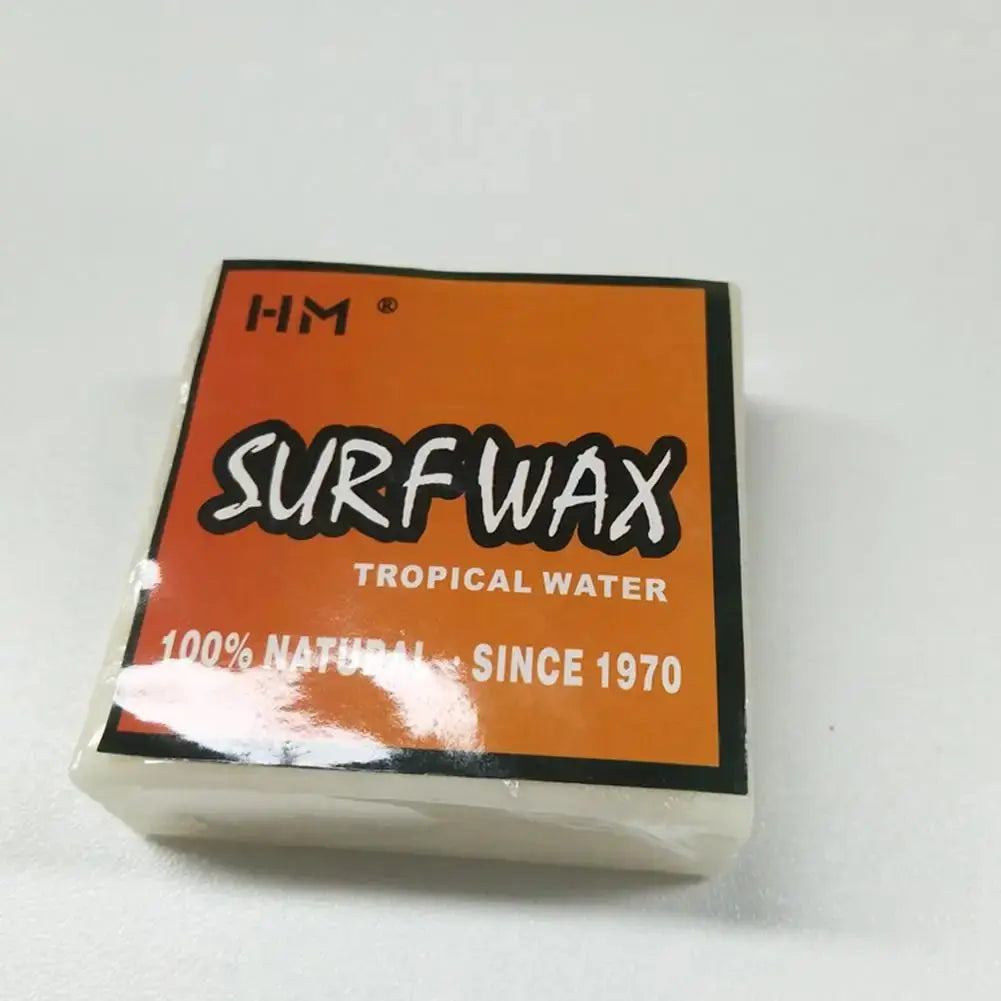 HM ®
SURF WAX
TROPICAL WATER
100% NATURAL · SINCE 1970